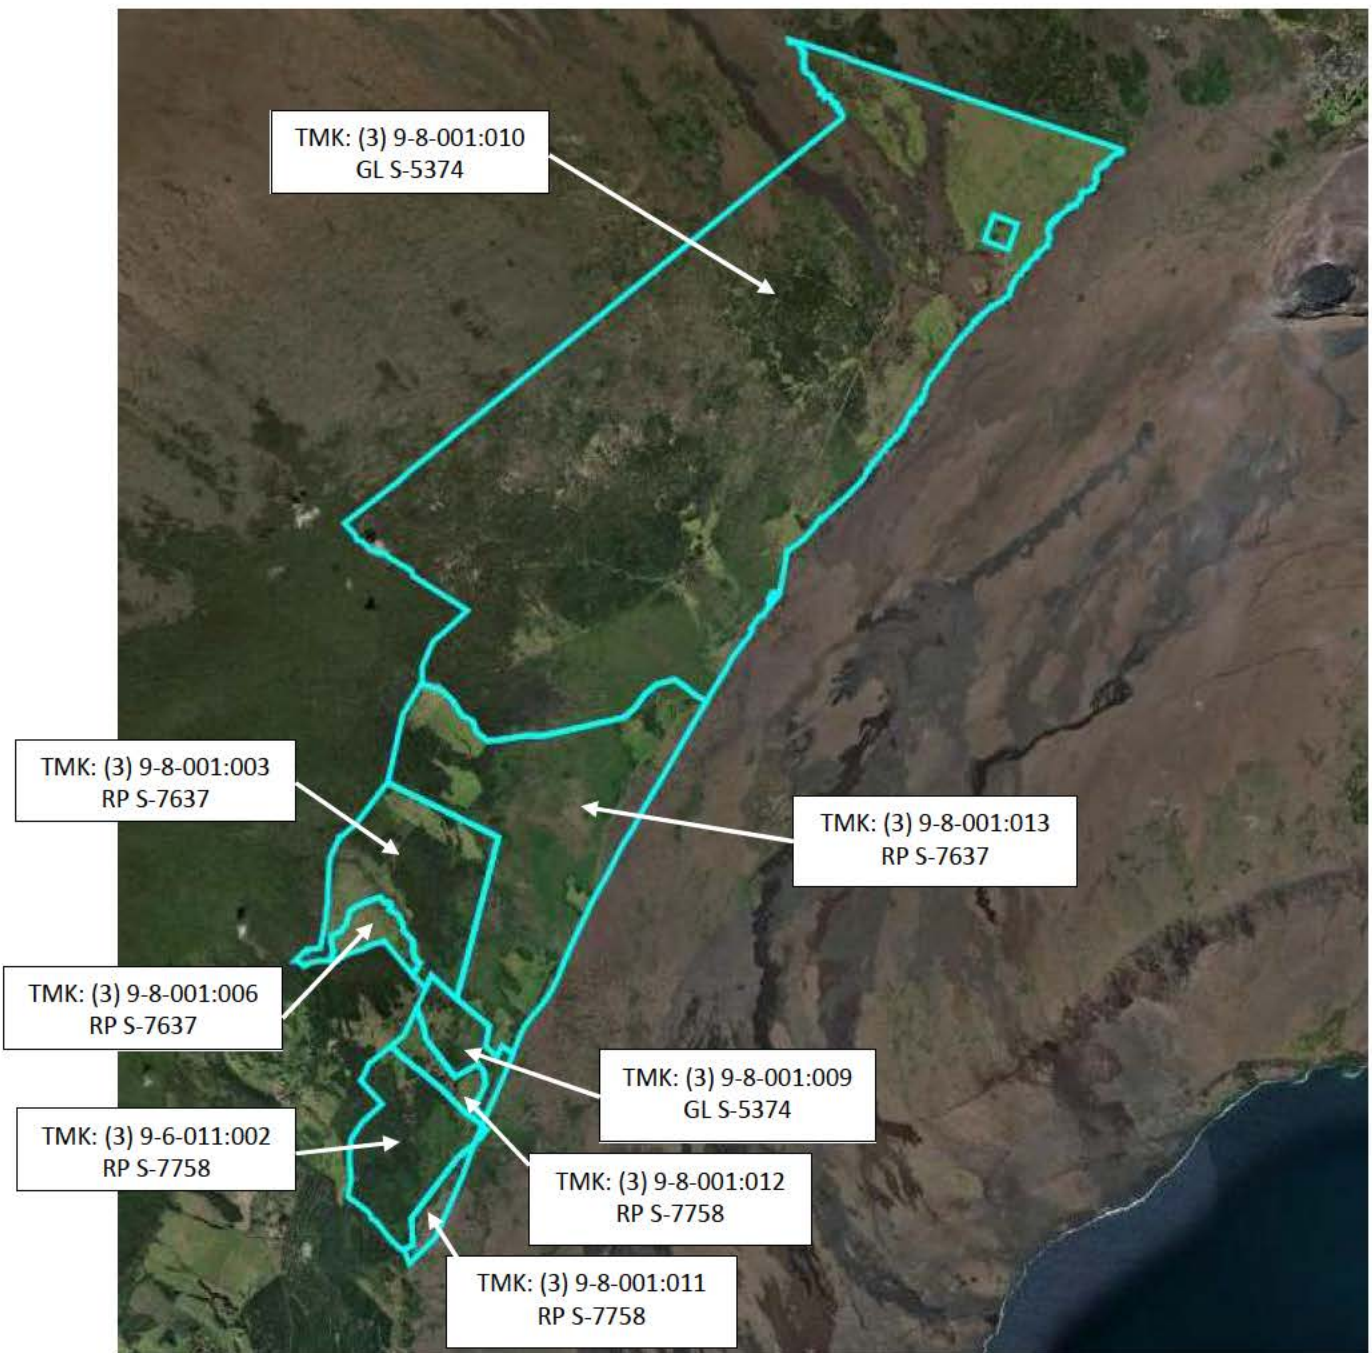 TMK: (3) 9-8-001:010
GL S-5374
TMK: (3) 9-8-001:003
RP S-7637
TMK: (3) 9-8-001:013
RP S-7637
TMK: (3) 9-8-001:006
RP S-7637
TMK: (3) 9-8-001:009
GL S-5374
TMK: (3) 9-6-011:002
RP S-7758
TMK: (3) 9-8-001:012
RP S-7758
TMK: (3) 9-8-001:011
RP S-7758